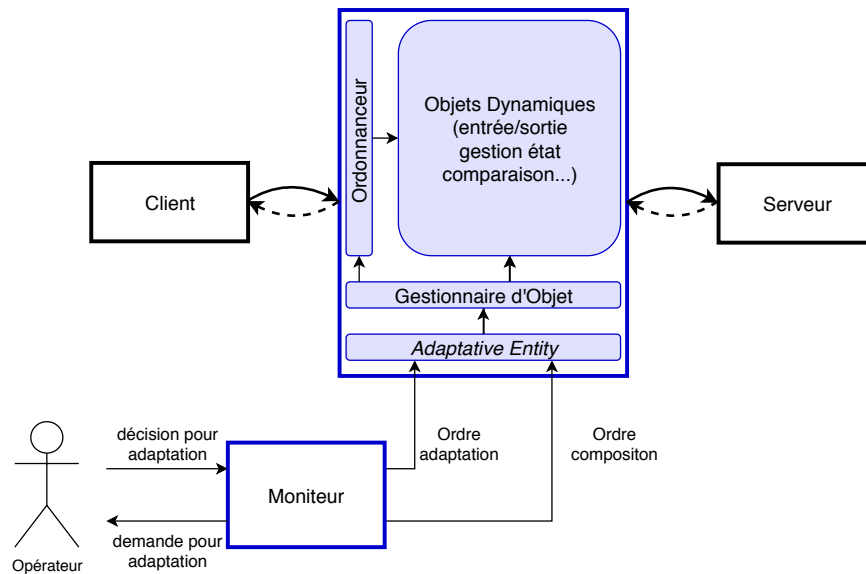 Ordonnanceur
Objets Dynamiques
(entrée/sortie
gestion état
comparaison...)
Client
Serveur
Gestionnaire d'Objet
Adaptative Entity
décision pour
adaptation
Ordre
adaptation
Ordre
compositon
Moniteur
demande pour
adaptation
Opérateur